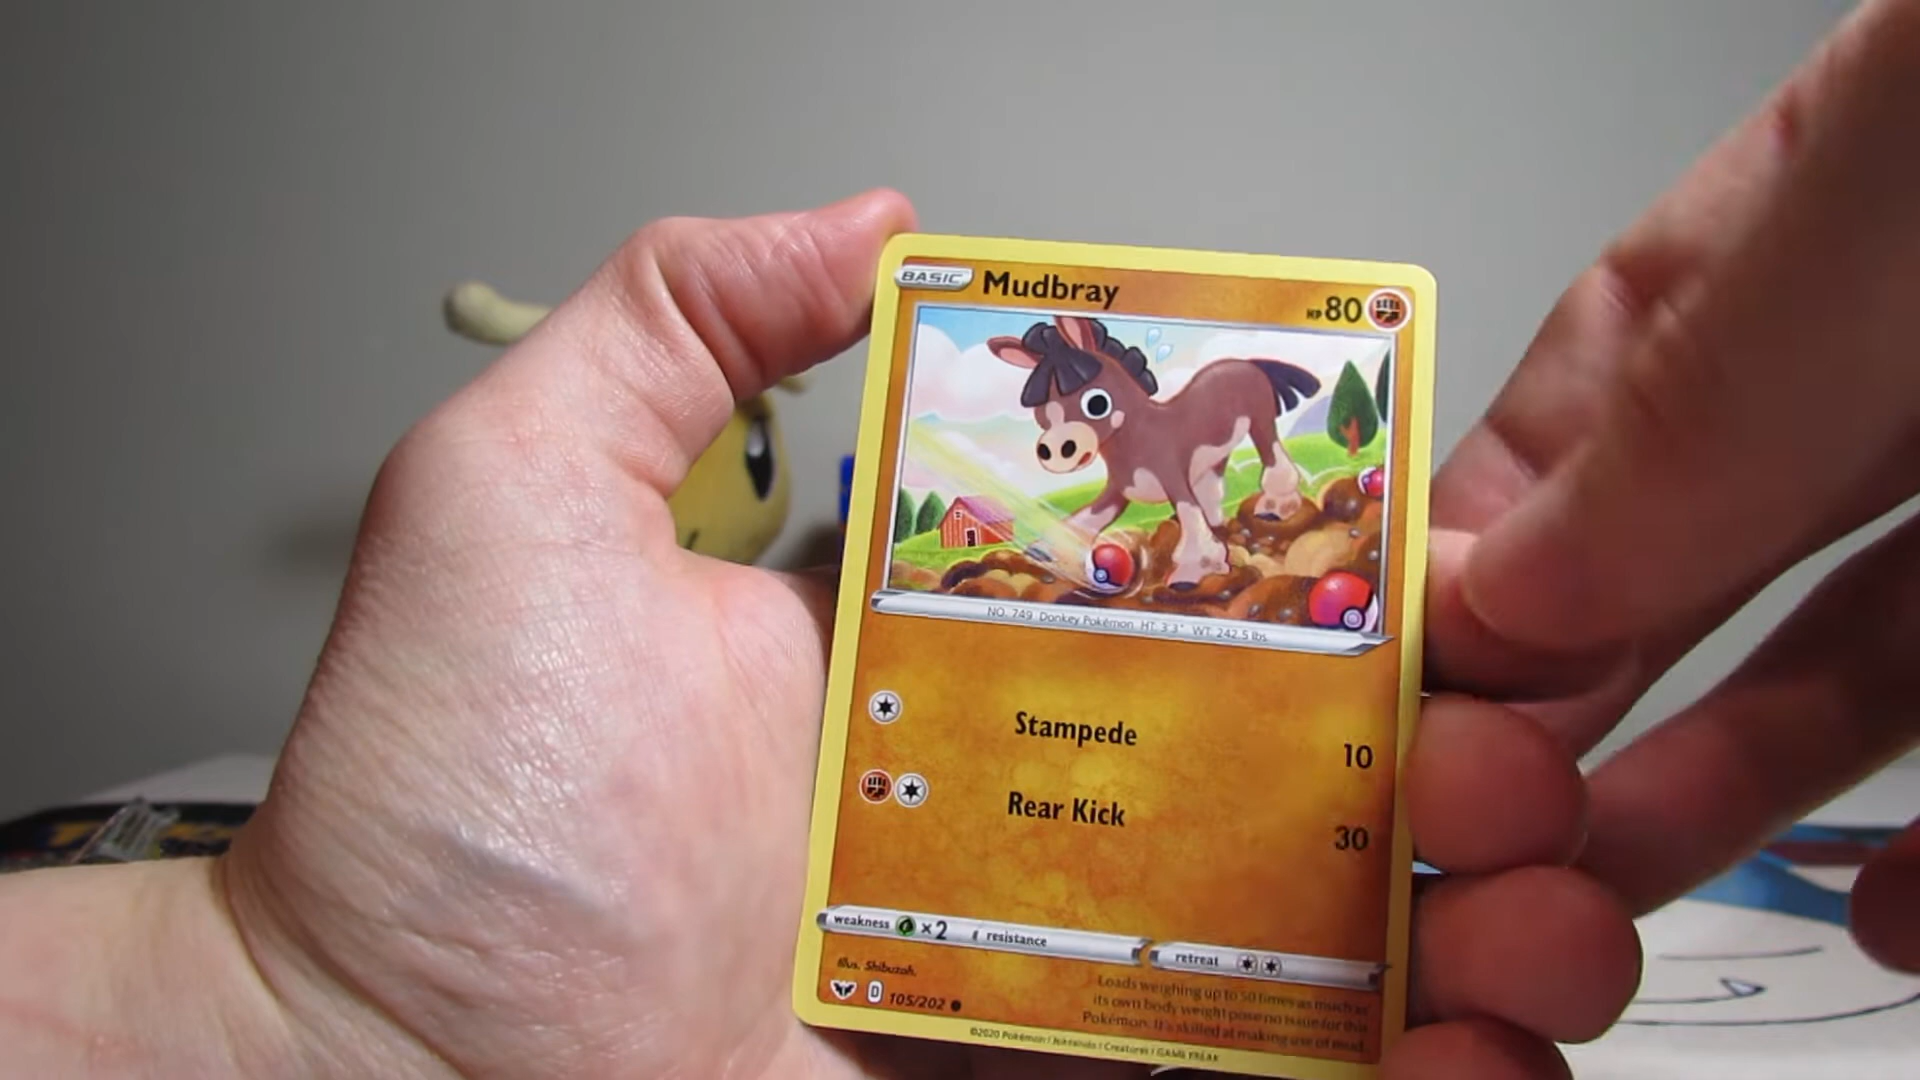 BASIC Mudbray HP 80
NO. 749 Donkey Pokémon HT: 3'3" WT: 242.5 lbs.
Stampede 10
Rear Kick 30
weakness ×2 resistance retreat
Illus. Shibuzoh.
D 105/202
Loads weighing up to 50 times as much as
its own body weight pose no issue for this
Pokémon. It's skilled at making use of mud.
©2020 Pokémon / Nintendo / Creatures / GAME FREAK